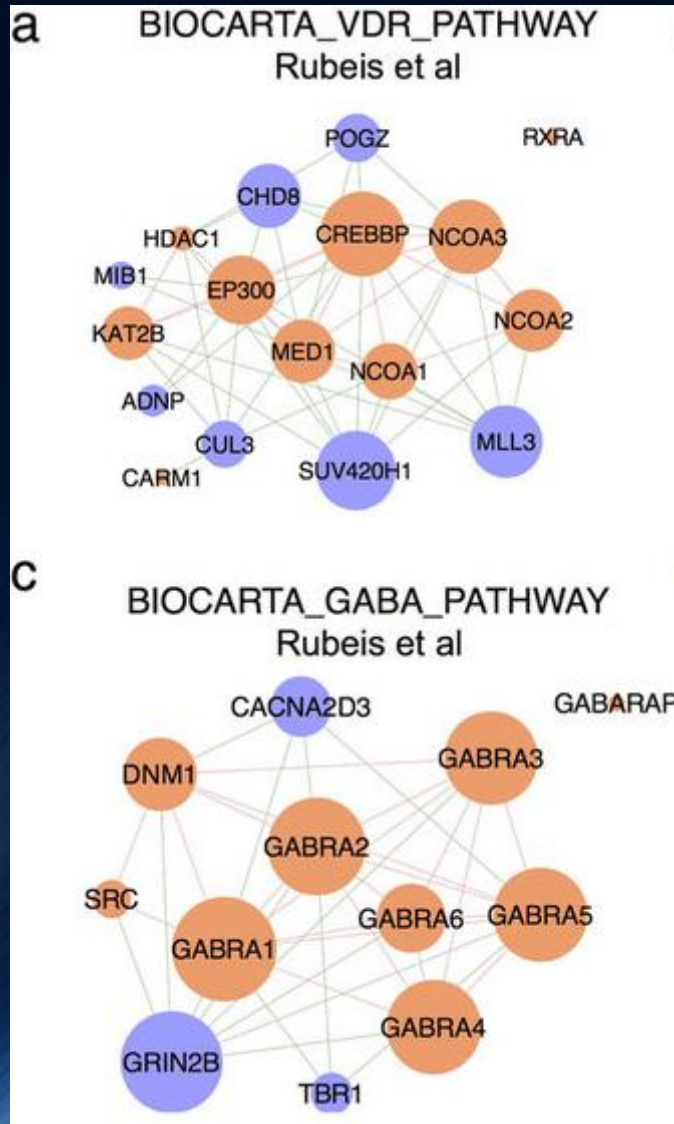 a
BIOCARTA_VDR_PATHWAY
Rubeis et al
POGZ
RXRA
CHD8
CREBBP
NCOA3
HDAC1
MIB1
EP300
KAT2B
NCOA2
MED1
NCOA1
ADNP
CUL3
MLL3
CARM1
SUV420H1
c
BIOCARTA_GABA_PATHWAY
Rubeis et al
CACNA2D3
GABARAP
DNM1
GABRA3
GABRA2
SRC
GABRA6
GABRA5
GABRA1
GABRA4
GRIN2B
TBR1